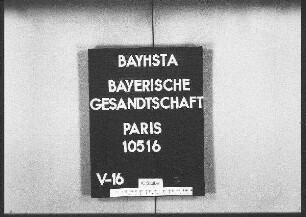 BAYHSTA
BAYERISCHE
GESANDTSCHAFT
PARIS
10516
V-16